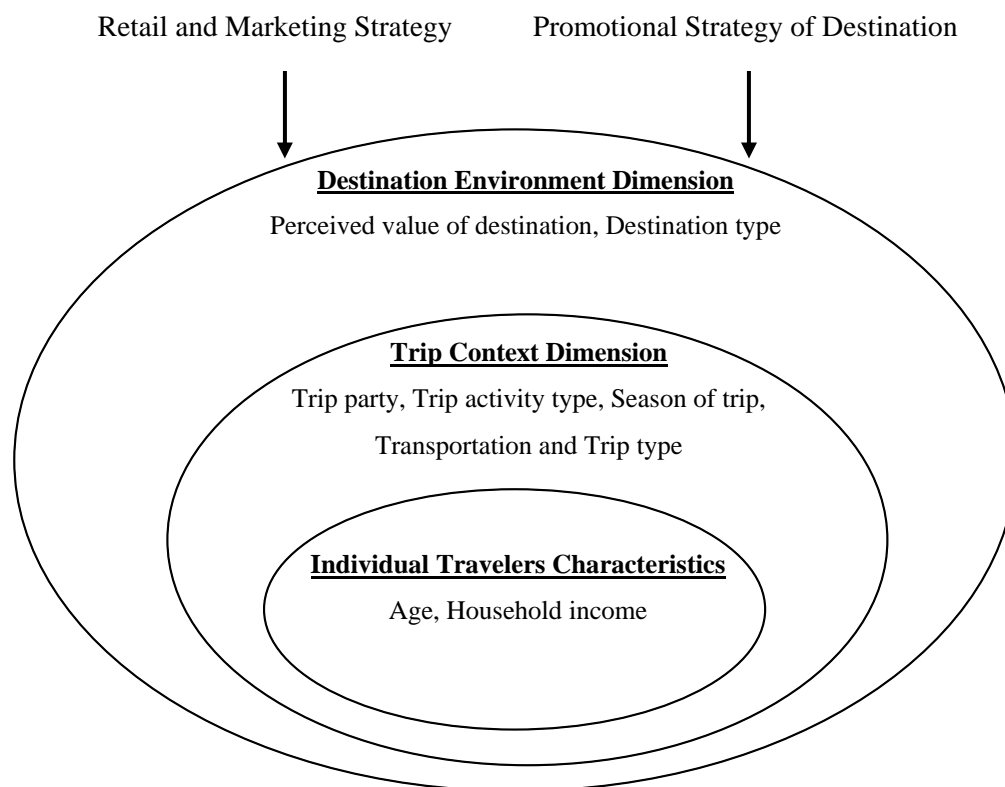 Retail and Marketing Strategy
Promotional Strategy of Destination
Destination Environment Dimension
Perceived value of destination, Destination type
Trip Context Dimension
Trip party, Trip activity type, Season of trip,
Transportation and Trip type
Individual Travelers Characteristics
Age, Household income